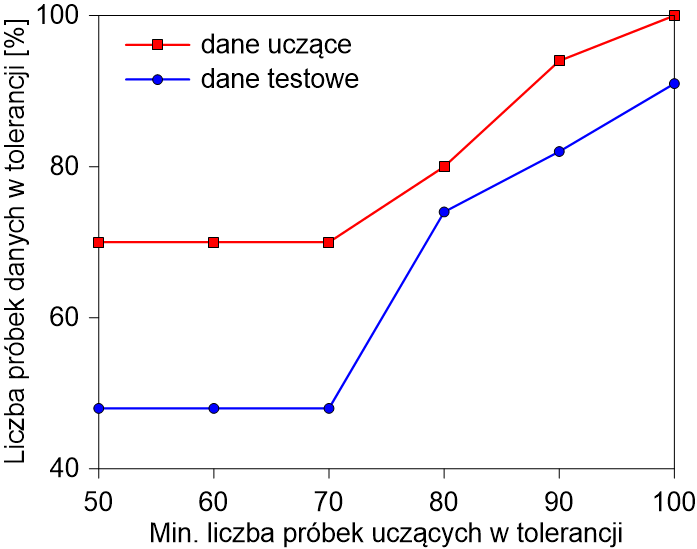 100
80
60
40
Liczba próbek danych w tolerancji [%]
dane uczące
dane testowe
50 60 70 80 90 100
Min. liczba próbek uczących w tolerancji